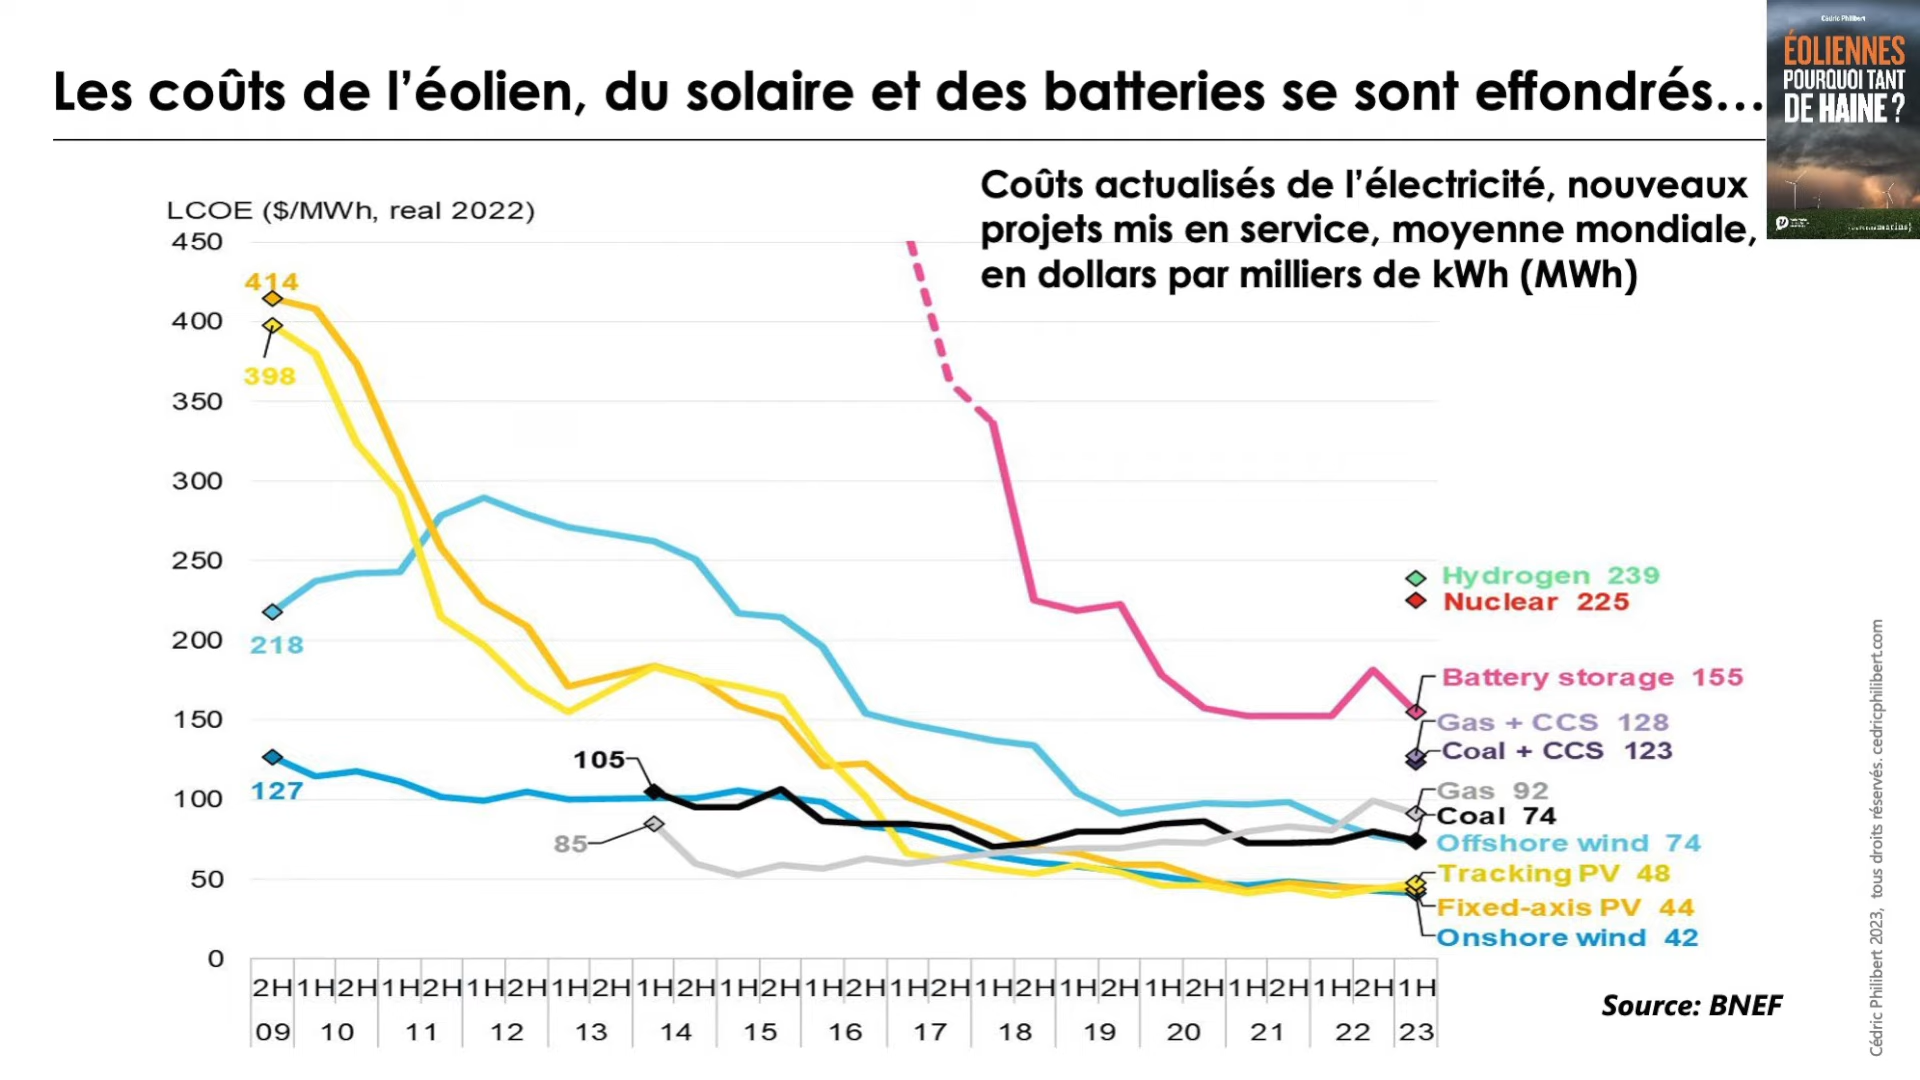 Les coûts de l’éolien, du solaire et des batteries se sont effondrés…
Cédric Philibert
ÉOLIENNES
POURQUOI TANT
DE HAINE ?
Coûts actualisés de l’électricité, nouveaux
projets mis en service, moyenne mondiale,
en dollars par milliers de kWh (MWh)
LCOE ($/MWh, real 2022)
450
400
350
300
250
200
150
100
50
0
414
398
218
127
105
85
Hydrogen 239
Nuclear 225
Battery storage 155
Gas + CCS 128
Coal + CCS 123
Gas 92
Coal 74
Offshore wind 74
Tracking PV 48
Fixed-axis PV 44
Onshore wind 42
2H 1H 2H 1H 2H 1H 2H 1H 2H 1H 2H 1H 2H 1H 2H 1H 2H 1H 2H 1H 2H 1H 2H 1H 2H 1H 2H 1H
09 10 11 12 13 14 15 16 17 18 19 20 21 22 23
Source: BNEF
Cédric Philibert 2023, tous droits réservés. cedricphilibert.com